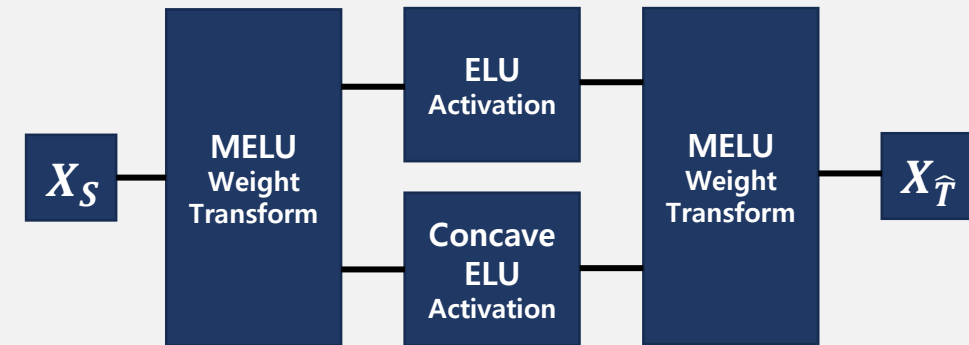 X_S
MELU
Weight
Transform
ELU
Activation
Concave
ELU
Activation
MELU
Weight
Transform
X_T̂